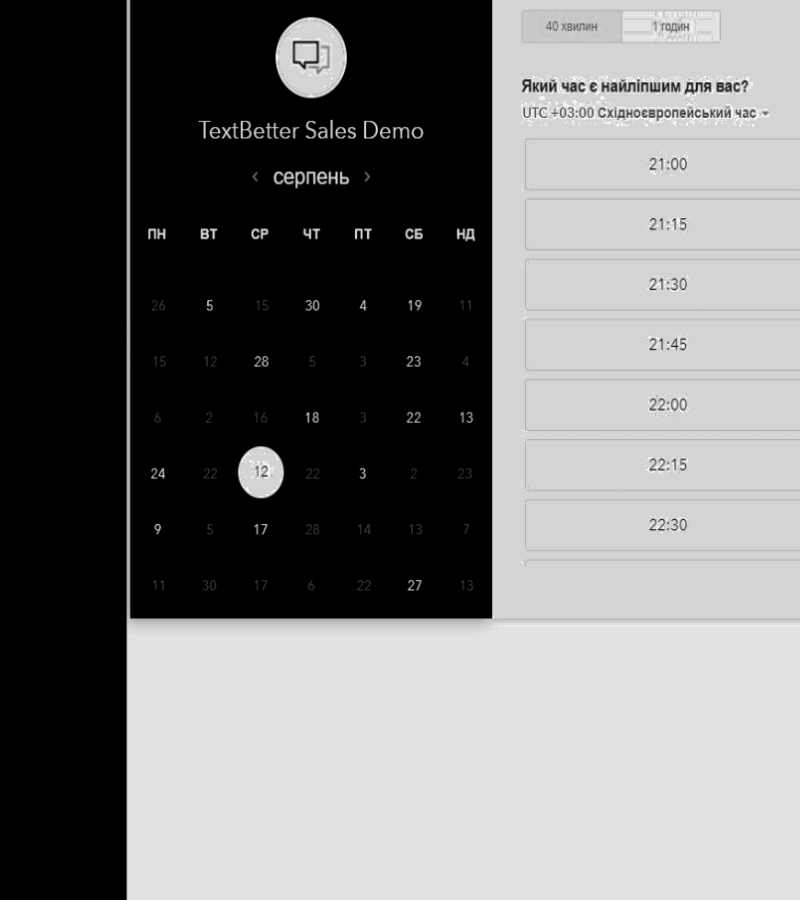 TextBetter Sales Demo
‹ серпень ›
ПН ВТ СР ЧТ ПТ СБ НД
26 5 15 30 4 19 11
15 12 28 5 3 23 4
6 2 16 18 3 22 13
24 22 12 22 3 2 23
9 5 17 28 14 13 7
11 30 17 6 22 27 13
40 хвилин 1 годин
Який час є найліпшим для вас?
UTC +03:00 Східноєвропейський час
21:00
21:15
21:30
21:45
22:00
22:15
22:30